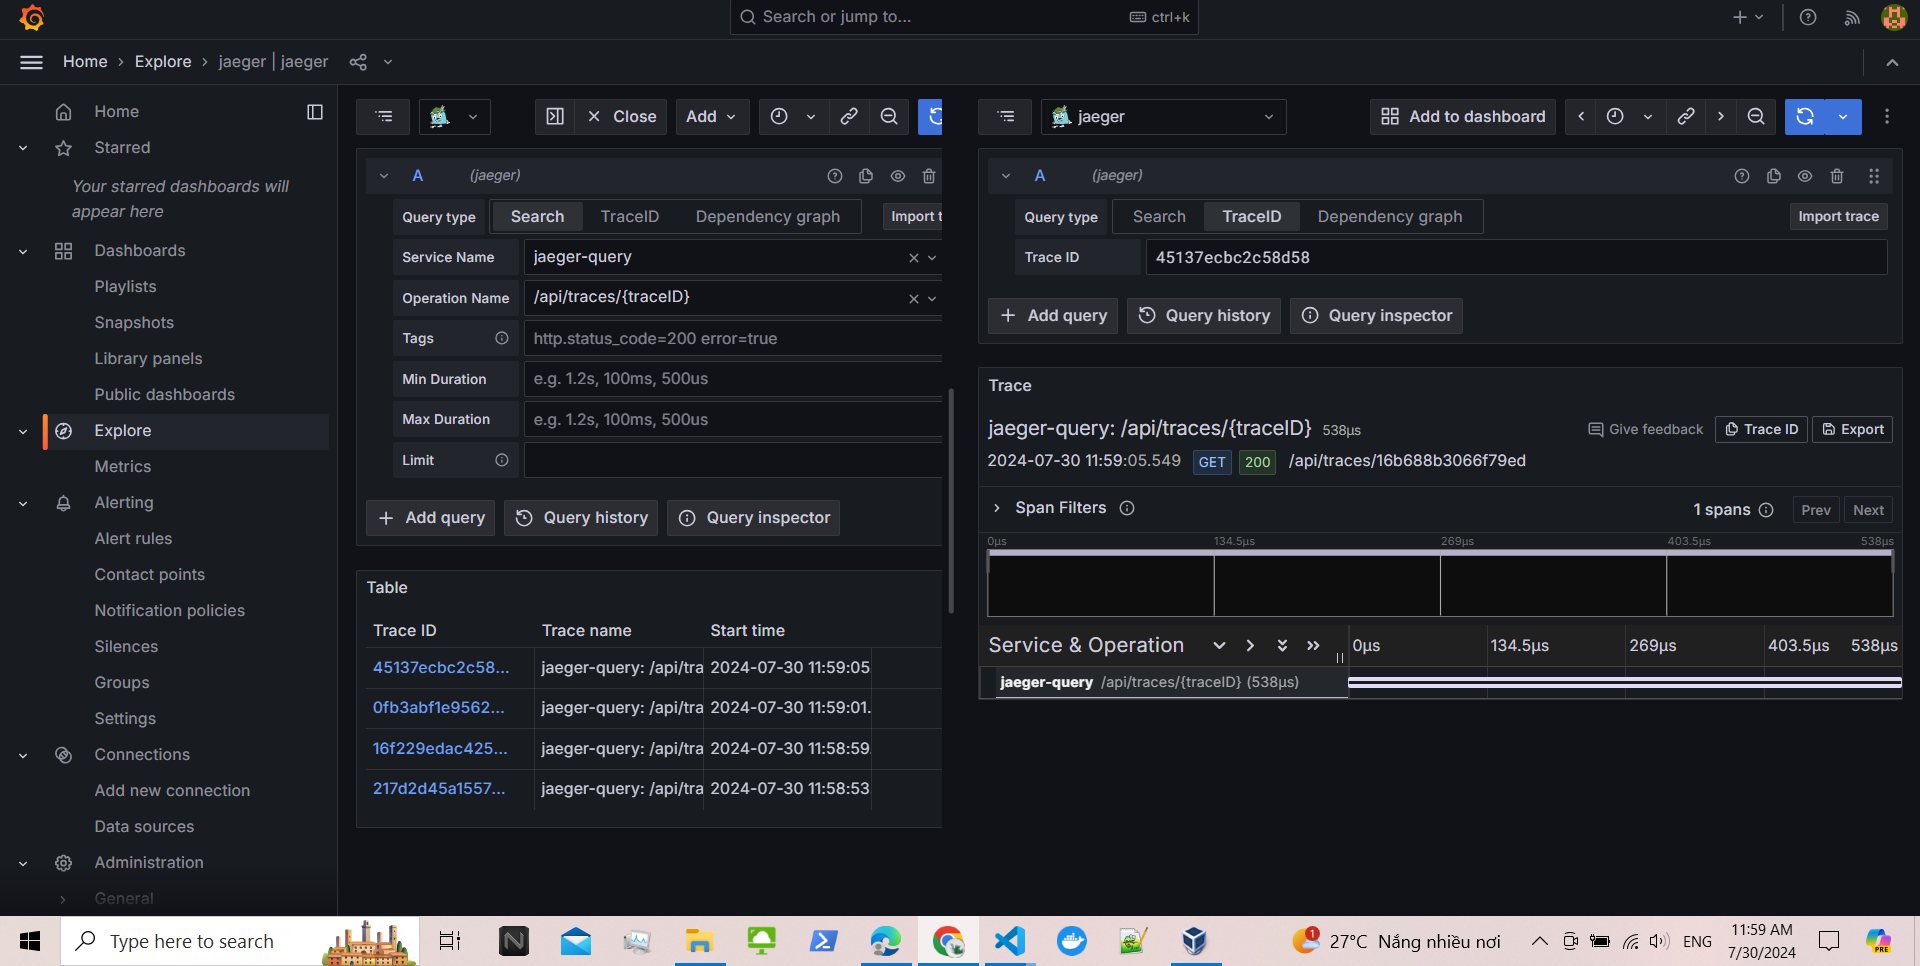 Search or jump to...
ctrl+k
Home
Explore
jaeger | jaeger
Home
Starred
Your starred dashboards will
appear here
Dashboards
Playlists
Snapshots
Library panels
Public dashboards
Explore
Metrics
Alerting
Alert rules
Contact points
Notification policies
Silences
Groups
Settings
Connections
Add new connection
Data sources
Administration
General
Close
Add
A
(jaeger)
Query type
Search
TraceID
Dependency graph
Import t
Service Name
jaeger-query
Operation Name
/api/traces/{traceID}
Tags
http.status_code=200 error=true
Min Duration
e.g. 1.2s, 100ms, 500us
Max Duration
e.g. 1.2s, 100ms, 500us
Limit
Add query
Query history
Query inspector
Table
Trace ID
Trace name
Start time
45137ecbc2c58...
jaeger-query: /api/tra
2024-07-30 11:59:05
0fb3abf1e9562...
jaeger-query: /api/tra
2024-07-30 11:59:01.
16f229edac425...
jaeger-query: /api/tra
2024-07-30 11:58:59.
217d2d45a1557...
jaeger-query: /api/tra
2024-07-30 11:58:53
jaeger
Add to dashboard
A
(jaeger)
Query type
Search
TraceID
Dependency graph
Import trace
Trace ID
45137ecbc2c58d58
Add query
Query history
Query inspector
Trace
jaeger-query: /api/traces/{traceID} 538μs
Give feedback
Trace ID
Export
2024-07-30 11:59:05.549
GET
200
/api/traces/16b688b3066f79ed
Span Filters
1 spans
Prev
Next
0μs
134.5μs
269μs
403.5μs
538μs
Service & Operation
0μs
134.5μs
269μs
403.5μs
538μs
jaeger-query /api/traces/{traceID} (538μs)
Type here to search
1
27°C Nắng nhiều nơi
ENG
11:59 AM
7/30/2024
PRE